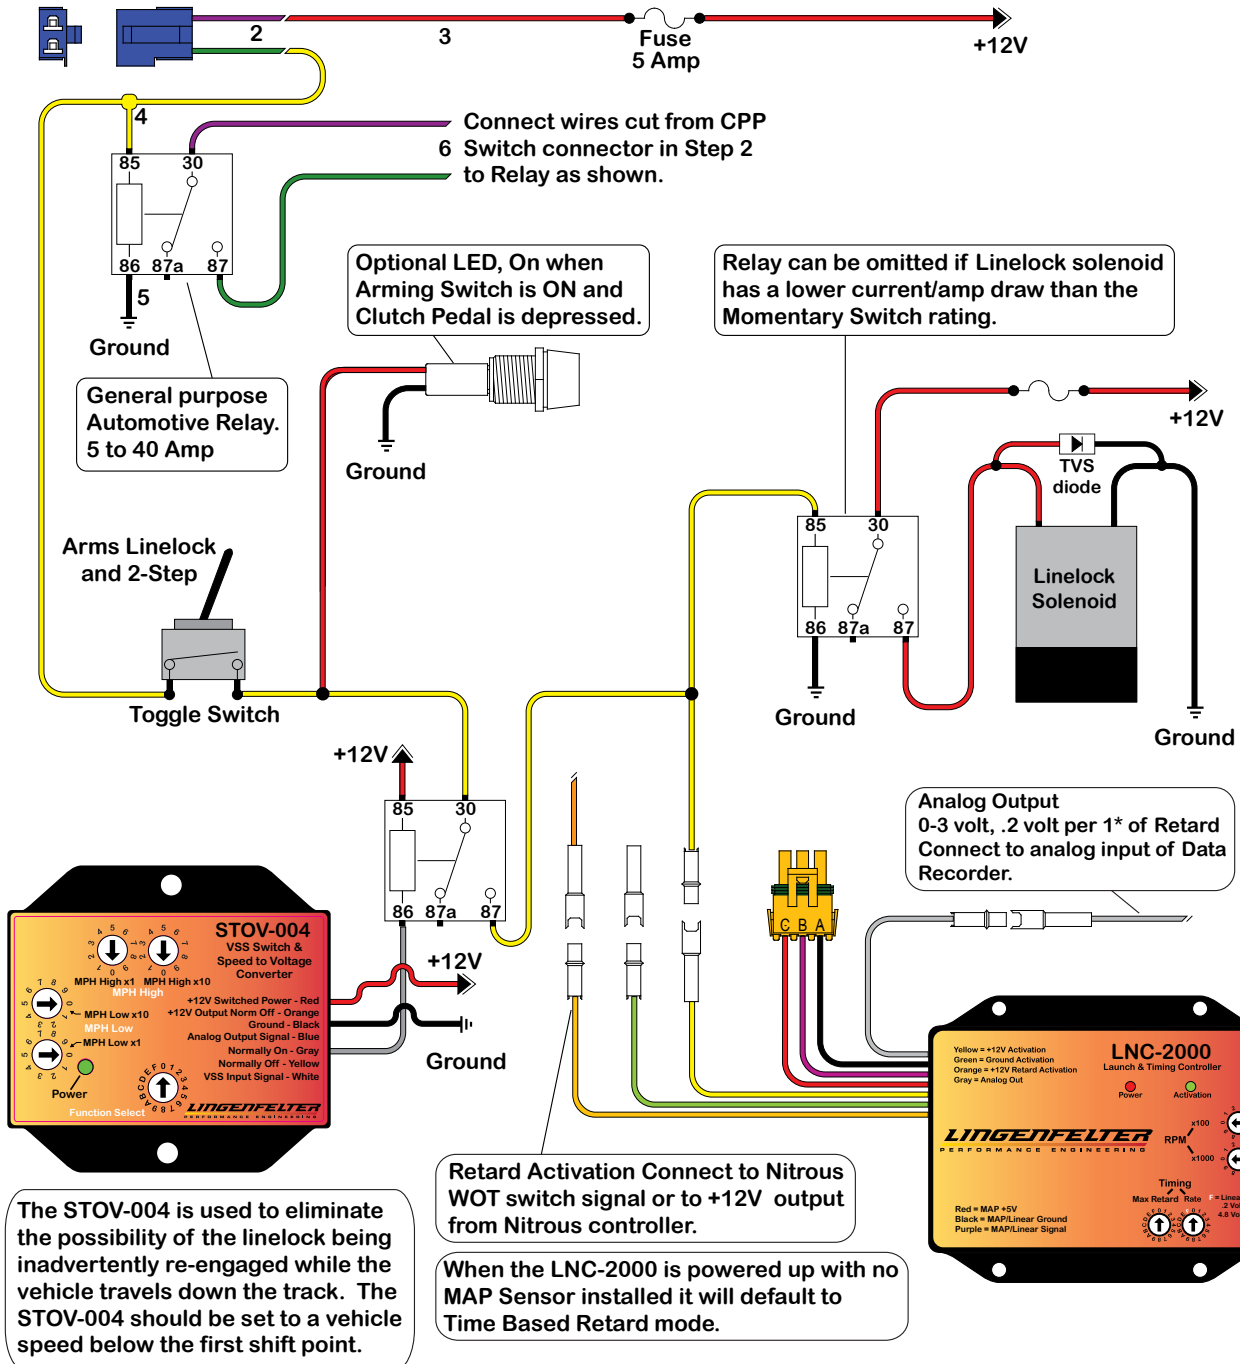 2
3
Fuse
5 Amp
+12V
4
Connect wires cut from CPP
6 Switch connector in Step 2
to Relay as shown.
85 30
86 87a 87
5
Ground
Optional LED, On when
Arming Switch is ON and
Clutch Pedal is depressed.
Relay can be omitted if Linelock solenoid
has a lower current/amp draw than the
Momentary Switch rating.
General purpose
Automotive Relay.
5 to 40 Amp
Ground
+12V
TVS
diode
85 30
86 87a 87
Linelock
Solenoid
Ground
Ground
Arms Linelock
and 2-Step
Toggle Switch
+12V
85 30
86 87a 87
Analog Output
0-3 volt, .2 volt per 1* of Retard
Connect to analog input of Data
Recorder.
C B A
STOV-004
VSS Switch &
Speed to Voltage
Converter
MPH High x1 MPH High x10
MPH High
MPH Low x10
MPH Low
MPH Low x1
Power
Function Select
+12V Switched Power - Red
+12V Output Norm Off - Orange
Ground - Black
Analog Output Signal - Blue
Normally On - Gray
Normally Off - Yellow
VSS Input Signal - White
LINGENFELTER
PERFORMANCE ENGINEERING
+12V
Ground
Yellow = +12V Activation
Green = Ground Activation
Orange = +12V Retard Activation
Gray = Analog Out
LNC-2000
Launch & Timing Controller
Power Activation
LINGENFELTER
PERFORMANCE ENGINEERING
x100
RPM
x1000
Timing
Max Retard Rate
Red = MAP +5V
Black = MAP/Linear Ground
Purple = MAP/Linear Signal
Retard Activation Connect to Nitrous
WOT switch signal or to +12V output
from Nitrous controller.
When the LNC-2000 is powered up with no
MAP Sensor installed it will default to
Time Based Retard mode.
The STOV-004 is used to eliminate
the possibility of the linelock being
inadvertently re-engaged while the
vehicle travels down the track. The
STOV-004 should be set to a vehicle
speed below the first shift point.